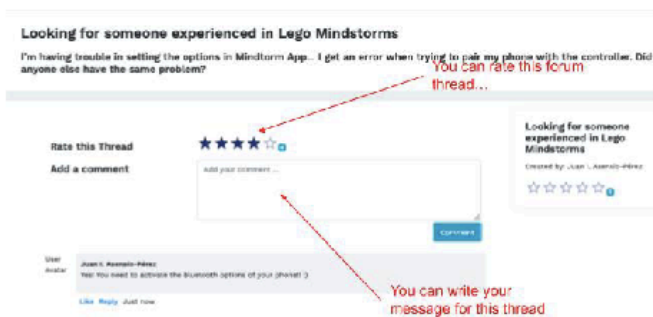 Looking for someone experienced in Lego Mindstorms
I'm having trouble in setting the options in Mindtorm App... I get an error when trying to pair my phone with the controller. Did
anyone else have the same problem?
You can rate this forum
thread...
Rate this Thread
Add a comment
Add your comment ...
Comment
Looking for someone
experienced in Lego
Mindstorms
Created by: Juan I. Asensio-Pérez
User
Avatar
Juan I. Asensio-Pérez
Yes! You need to activate the Bluetooth options of your phone!! :)
Like Reply Just now
You can write your
message for this thread